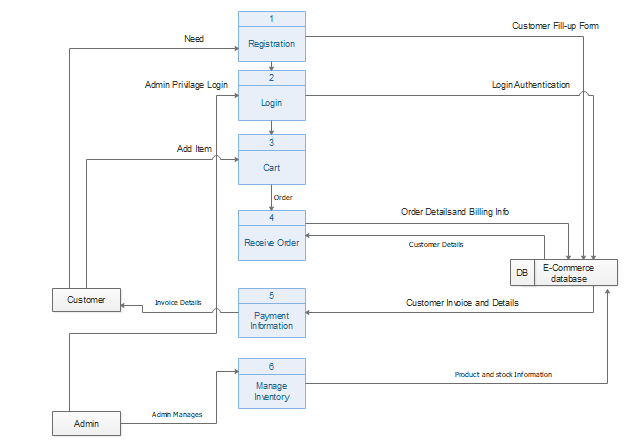 1
Customer Fill-up Form
Need
Registration
2
Admin Privilage Login
Login Authentication
Login
3
Add Item
Cart
Order
4
Order Detailsand Billing Info
Receive Order
Customer Details
DB
E-Commerce
database
5
Customer
Invoice Details
Customer Invoice and Details
Payment
Information
6
Product and stock Information
Manage
Inventory
Admin Manages
Admin